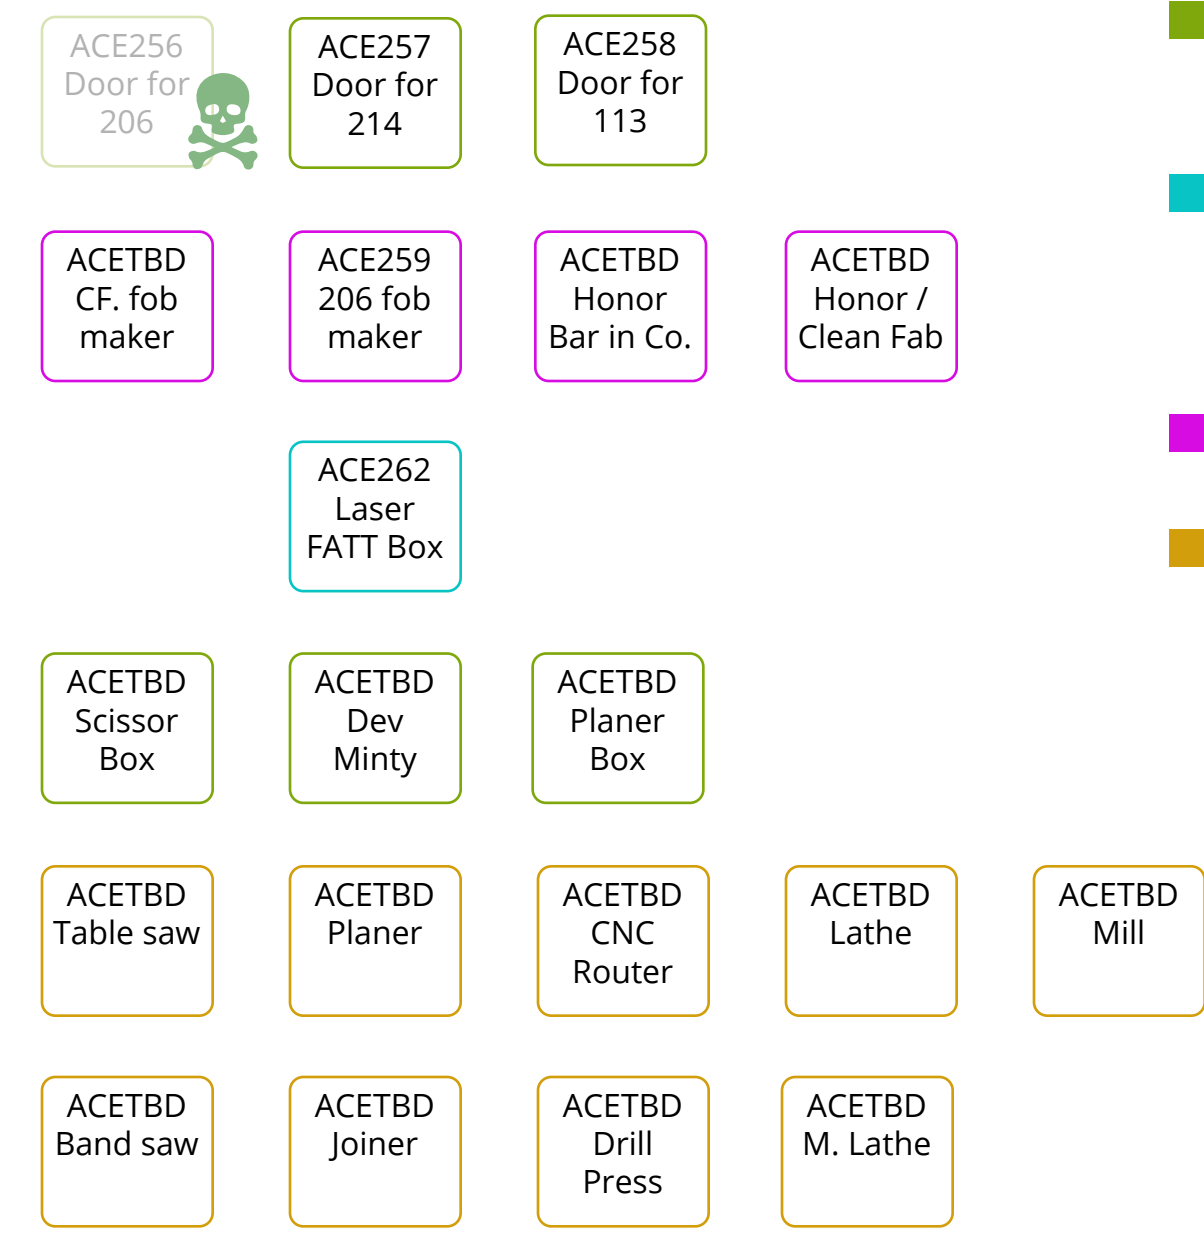 ACE256
Door for
206
ACE257
Door for
214
ACE258
Door for
113
ACETBD
CF. fob
maker
ACE259
206 fob
maker
ACETBD
Honor
Bar in Co.
ACETBD
Honor /
Clean Fab
ACE262
Laser
FATT Box
ACETBD
Scissor
Box
ACETBD
Dev
Minty
ACETBD
Planer
Box
ACETBD
Table saw
ACETBD
Planer
ACETBD
CNC
Router
ACETBD
Lathe
ACETBD
Mill
ACETBD
Band saw
ACETBD
Joiner
ACETBD
Drill
Press
ACETBD
M. Lathe